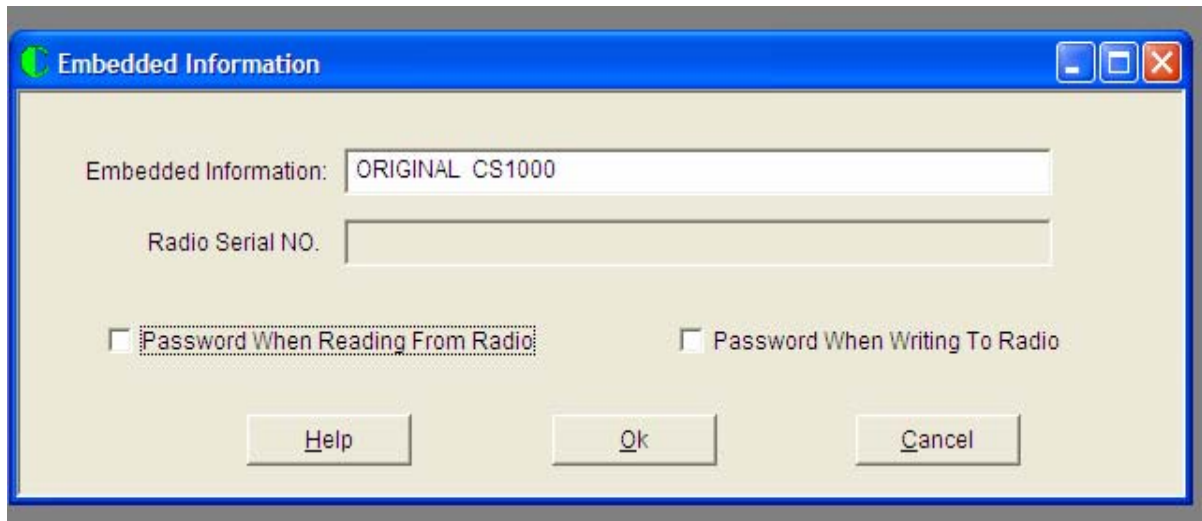 Embedded Information
Embedded Information: ORIGINAL CS1000
Radio Serial NO.
Password When Reading From Radio Password When Writing To Radio
Help Ok Cancel